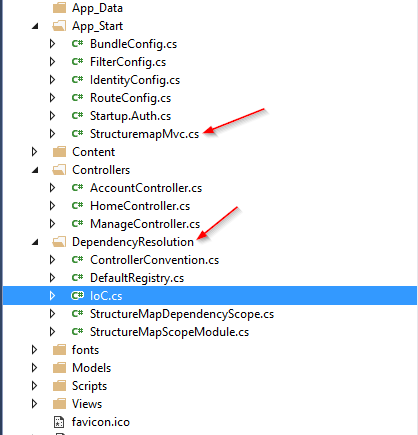 App_Data
App_Start
C# BundleConfig.cs
C# FilterConfig.cs
C# IdentityConfig.cs
C# RouteConfig.cs
C# Startup.Auth.cs
C# StructuremapMvc.cs
Content
Controllers
C# AccountController.cs
C# HomeController.cs
C# ManageController.cs
DependencyResolution
C# ControllerConvention.cs
C# DefaultRegistry.cs
C# IoC.cs
C# StructureMapDependencyScope.cs
C# StructureMapScopeModule.cs
fonts
Models
Scripts
Views
favicon.ico